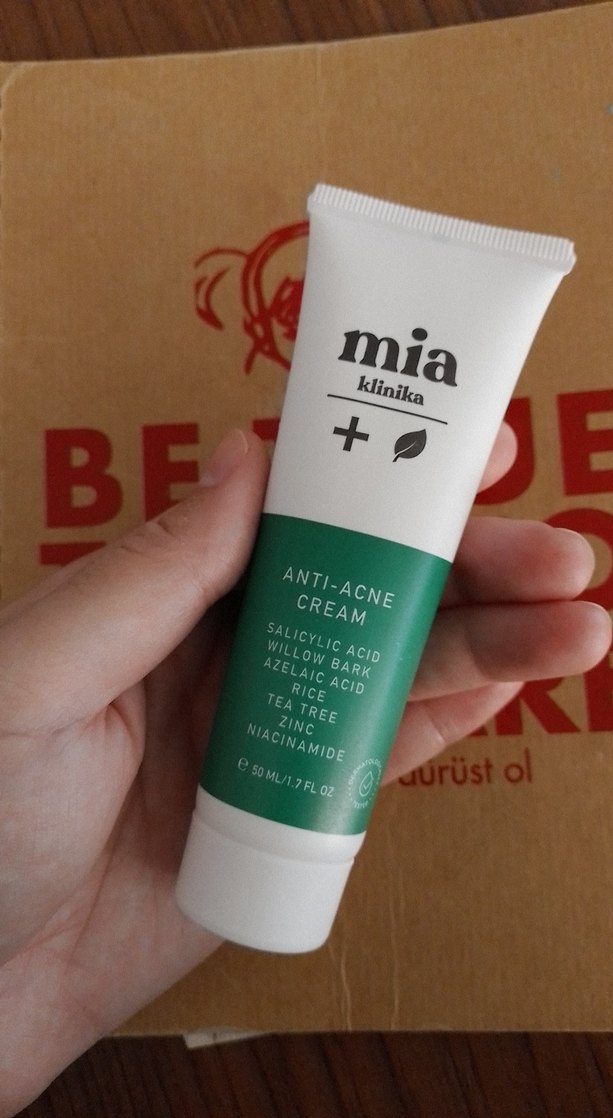 mia
klinika
ANTI-ACNE
CREAM
SALICYLIC ACID
WILLOW BARK
AZELAIC ACID
RICE
TEA TREE
ZINC
NIACINAMIDE
e 50 ML/1.7 FL OZ
BE
dürüst ol